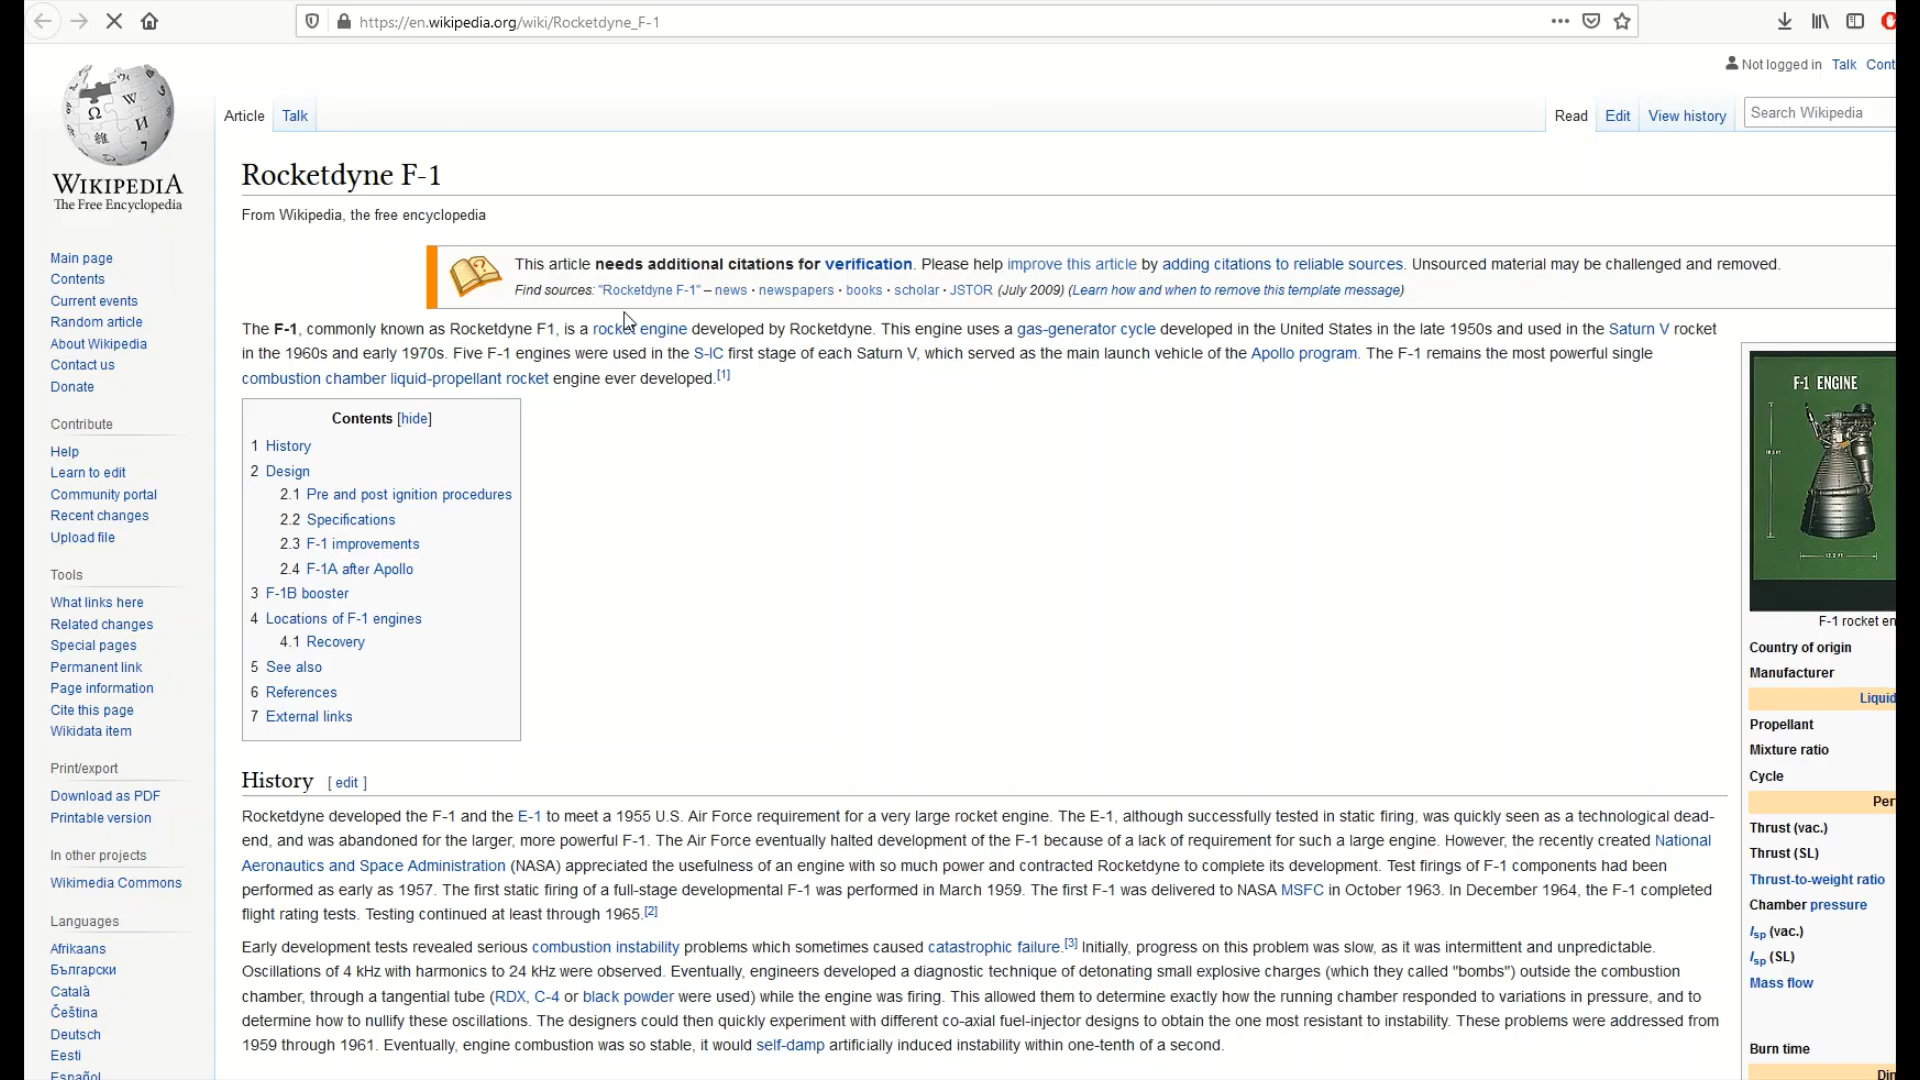 https://en.wikipedia.org/wiki/Rocketdyne_F-1
Not logged in Talk Cont
WIKIPEDIA
The Free Encyclopedia
Article Talk
Read Edit View history
Search Wikipedia
Rocketdyne F-1
From Wikipedia, the free encyclopedia
This article needs additional citations for verification. Please help improve this article by adding citations to reliable sources. Unsourced material may be challenged and removed.
Find sources: "Rocketdyne F-1" – news · newspapers · books · scholar · JSTOR (July 2009) (Learn how and when to remove this template message)
The F-1, commonly known as Rocketdyne F1, is a rocket engine developed by Rocketdyne. This engine uses a gas-generator cycle developed in the United States in the late 1950s and used in the Saturn V rocket
in the 1960s and early 1970s. Five F-1 engines were used in the S-IC first stage of each Saturn V, which served as the main launch vehicle of the Apollo program. The F-1 remains the most powerful single
combustion chamber liquid-propellant rocket engine ever developed.[1]
Contents [hide]
1 History
2 Design
2.1 Pre and post ignition procedures
2.2 Specifications
2.3 F-1 improvements
2.4 F-1A after Apollo
3 F-1B booster
4 Locations of F-1 engines
4.1 Recovery
5 See also
6 References
7 External links
History [ edit ]
Rocketdyne developed the F-1 and the E-1 to meet a 1955 U.S. Air Force requirement for a very large rocket engine. The E-1, although successfully tested in static firing, was quickly seen as a technological dead-
end, and was abandoned for the larger, more powerful F-1. The Air Force eventually halted development of the F-1 because of a lack of requirement for such a large engine. However, the recently created National
Aeronautics and Space Administration (NASA) appreciated the usefulness of an engine with so much power and contracted Rocketdyne to complete its development. Test firings of F-1 components had been
performed as early as 1957. The first static firing of a full-stage developmental F-1 was performed in March 1959. The first F-1 was delivered to NASA MSFC in October 1963. In December 1964, the F-1 completed
flight rating tests. Testing continued at least through 1965.[2]
Early development tests revealed serious combustion instability problems which sometimes caused catastrophic failure.[3] Initially, progress on this problem was slow, as it was intermittent and unpredictable.
Oscillations of 4 kHz with harmonics to 24 kHz were observed. Eventually, engineers developed a diagnostic technique of detonating small explosive charges (which they called "bombs") outside the combustion
chamber, through a tangential tube (RDX, C-4 or black powder were used) while the engine was firing. This allowed them to determine exactly how the running chamber responded to variations in pressure, and to
determine how to nullify these oscillations. The designers could then quickly experiment with different co-axial fuel-injector designs to obtain the one most resistant to instability. These problems were addressed from
1959 through 1961. Eventually, engine combustion was so stable, it would self-damp artificially induced instability within one-tenth of a second.
Main page
Contents
Current events
Random article
About Wikipedia
Contact us
Donate
Contribute
Help
Learn to edit
Community portal
Recent changes
Upload file
Tools
What links here
Related changes
Special pages
Permanent link
Page information
Cite this page
Wikidata item
Print/export
Download as PDF
Printable version
In other projects
Wikimedia Commons
Languages
Afrikaans
Български
Català
Čeština
Deutsch
Eesti
Español
F-1 ENGINE
F-1 rocket en
Country of origin
Manufacturer
Liquid
Propellant
Mixture ratio
Cycle
Per
Thrust (vac.)
Thrust (SL)
Thrust-to-weight ratio
Chamber pressure
Isp (vac.)
Isp (SL)
Mass flow
Burn time
Din